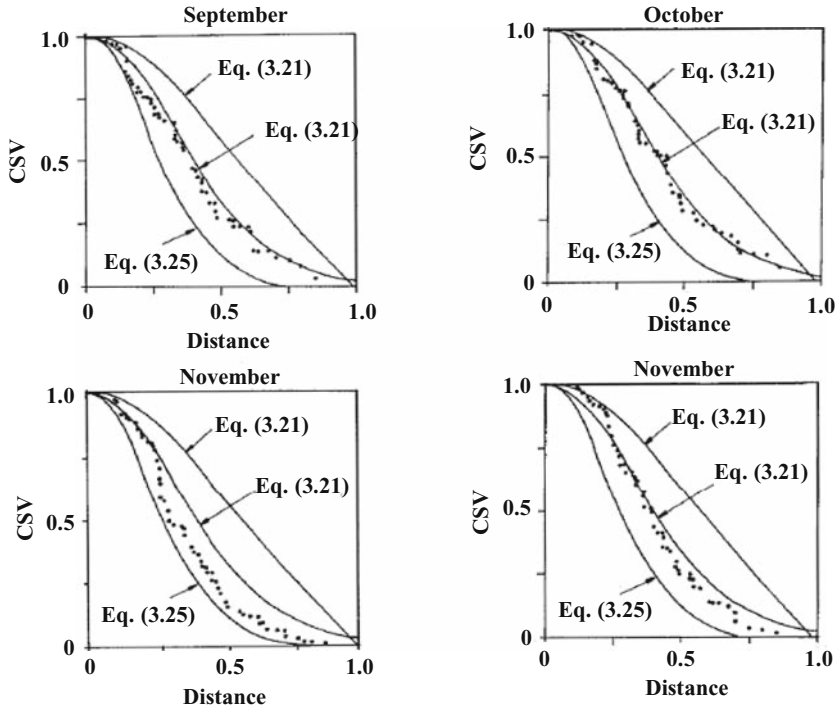 September
CSV
1.0
0.5
0
Eq. (3.21)
Eq. (3.21)
Eq. (3.25)
0 0.5 1.0
Distance
October
CSV
1.0
0.5
0
Eq. (3.21)
Eq. (3.21)
Eq. (3.25)
0 0.5 1.0
Distance
November
CSV
1.0
0.5
0
Eq. (3.21)
Eq. (3.21)
Eq. (3.25)
0 0.5 1.0
Distance
November
CSV
1.0
0.5
0
Eq. (3.21)
Eq. (3.21)
Eq. (3.25)
0 0.5 1.0
Distance